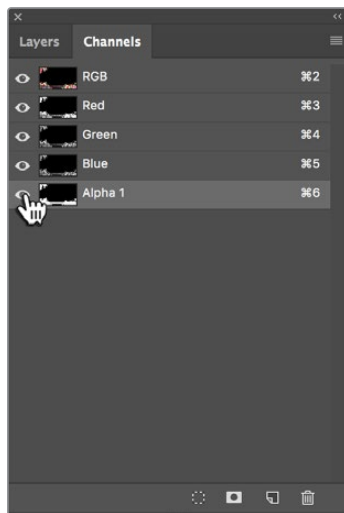 Layers Channels
RGB ⌘2
Red ⌘3
Green ⌘4
Blue ⌘5
Alpha 1 ⌘6